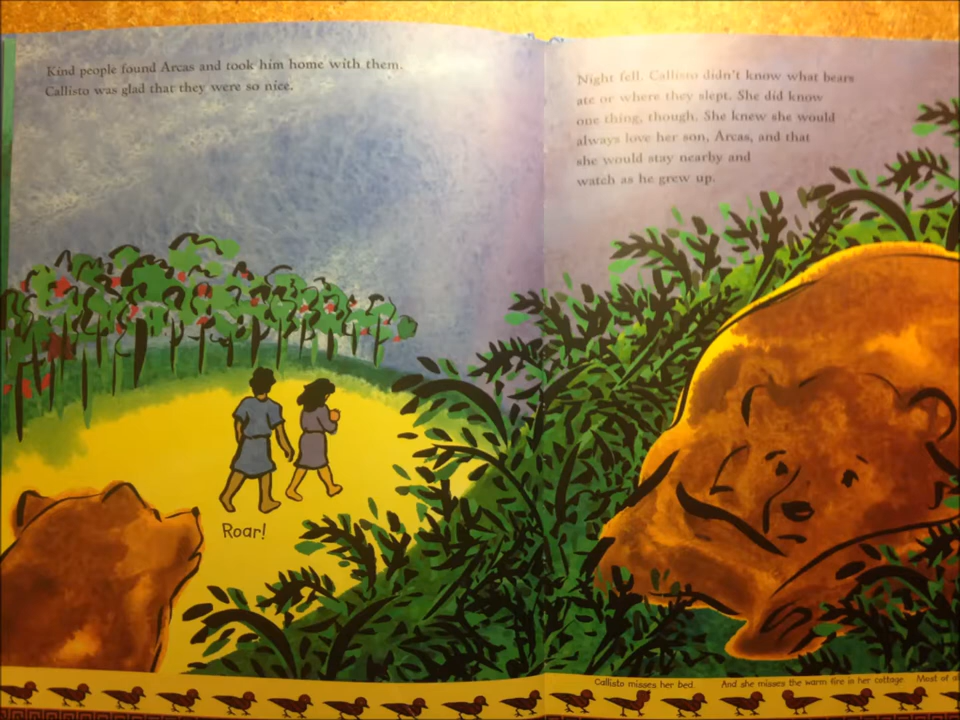 Kind people found Arcas and took him home with them.
Callisto was glad that they were so nice.
Roar!
Night fell. Callisto didn't know what bears
ate or where they slept. She did know
one thing, though. She knew she would
always love her son, Arcas, and that
she would stay nearby and
watch as he grew up.
Callisto misses her bed. And she misses the warm fire in her cottage. Most of